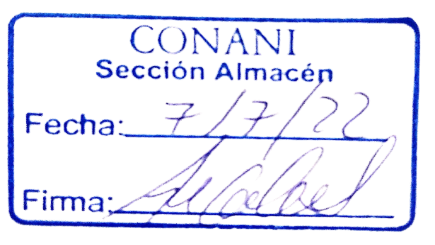 CONANI
Sección Almacén
Fecha: 7/7/22
Firma: